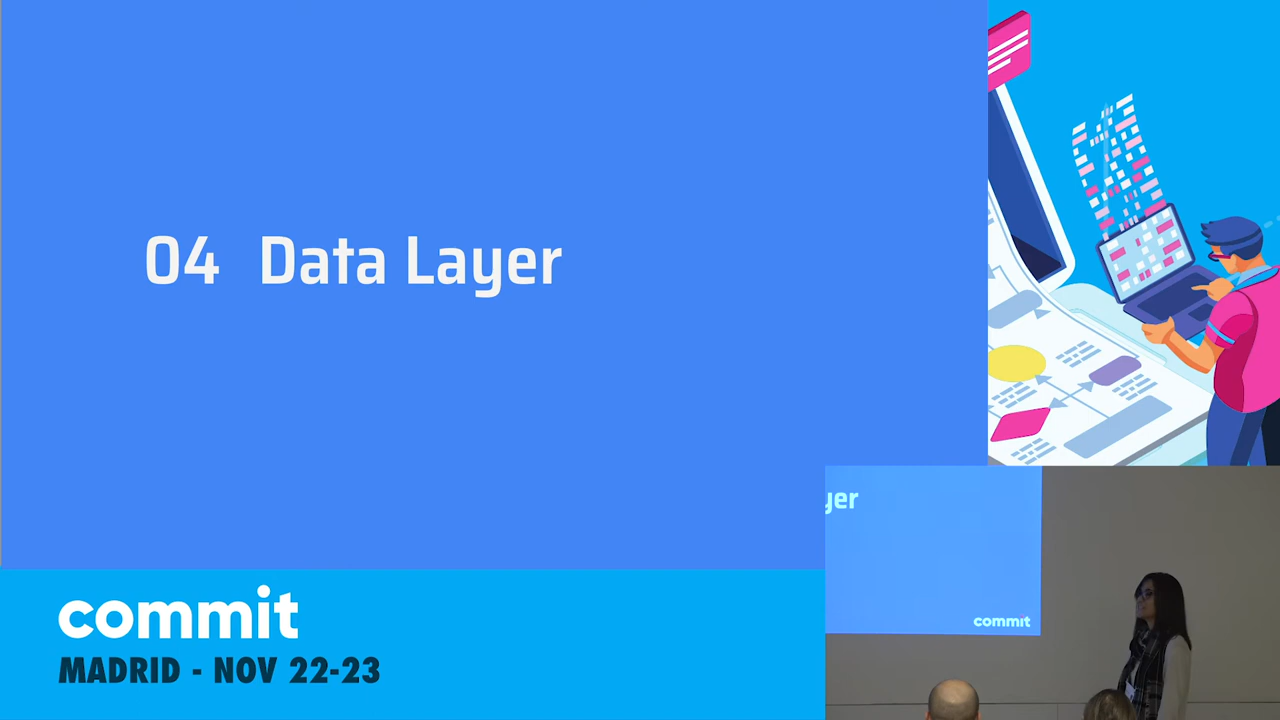 04 Data Layer
commit
MADRID - NOV 22-23
yer
commit